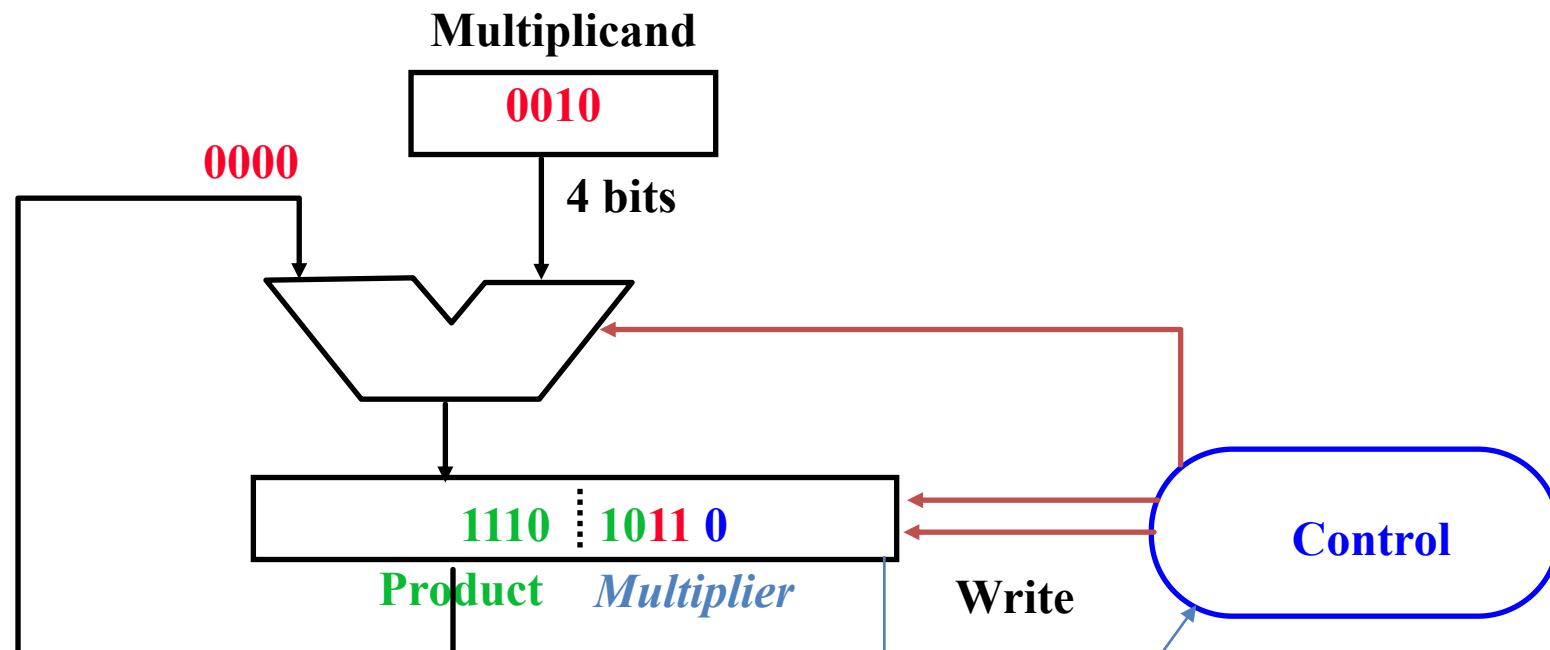 Multiplicand
0010
0000
4 bits
1110 1011 0
Control
Product Multiplier
Write